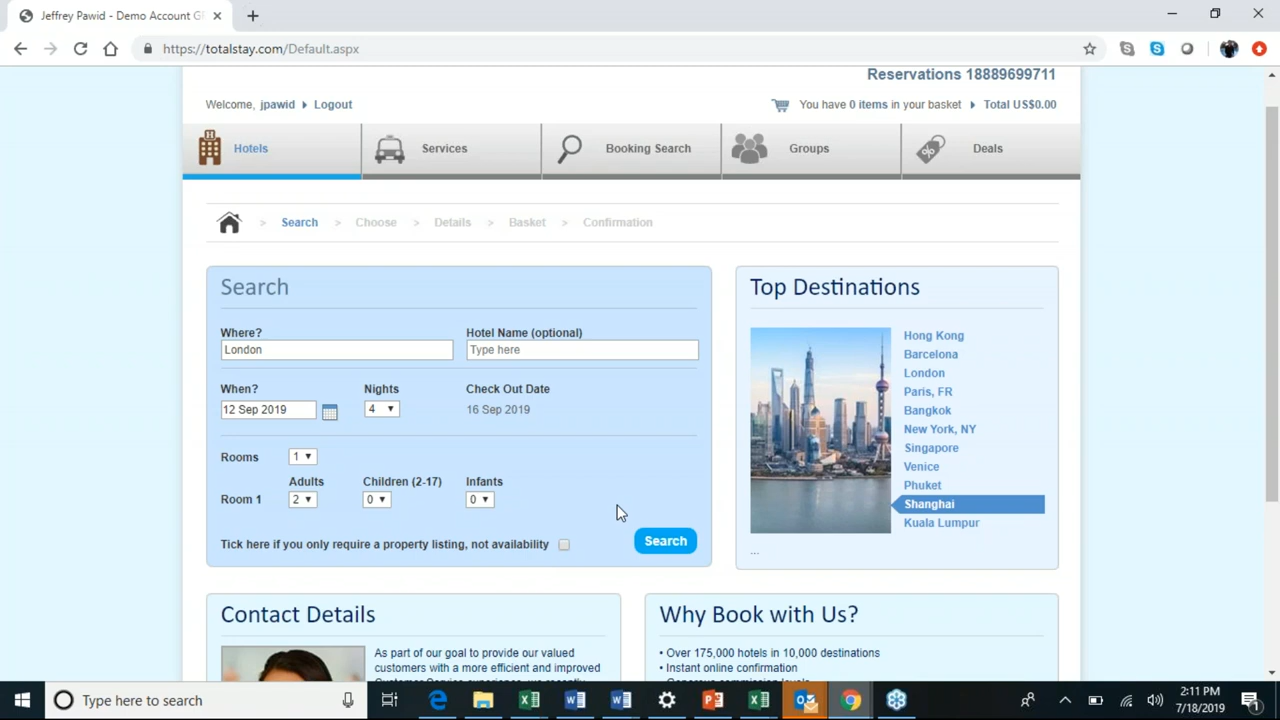 Jeffrey Pawid - Demo Account G
https://totalstay.com/Default.aspx
Reservations 18889699711
Welcome, jpawid Logout
You have 0 items in your basket Total US$0.00
Hotels Services Booking Search Groups Deals
> Search > Choose > Details > Basket > Confirmation
Search
Where? Hotel Name (optional)
London Type here
When? Nights Check Out Date
12 Sep 2019 4 16 Sep 2019
Rooms 1
Adults Children (2-17) Infants
Room 1 2 0 0
Tick here if you only require a property listing, not availability Search
Top Destinations
Hong Kong
Barcelona
London
Paris, FR
Bangkok
New York, NY
Singapore
Venice
Phuket
Shanghai
Kuala Lumpur
...
Contact Details
As part of our goal to provide our valued
customers with a more efficient and improved
Why Book with Us?
• Over 175,000 hotels in 10,000 destinations
• Instant online confirmation
Type here to search
2:11 PM
7/18/2019